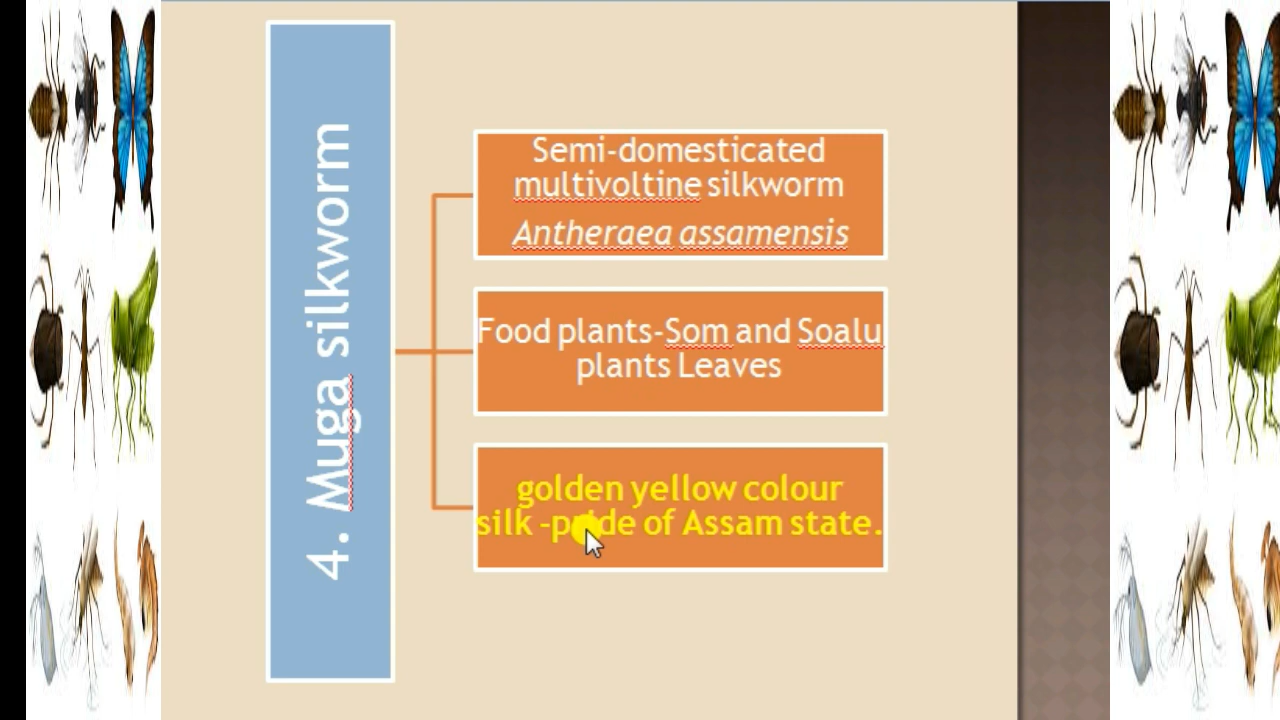 4. Muga silkworm
Semi-domesticated
multivoltine silkworm
Antheraea assamensis
Food plants-Som and Soalu
plants Leaves
golden yellow colour
silk -pride of Assam state.